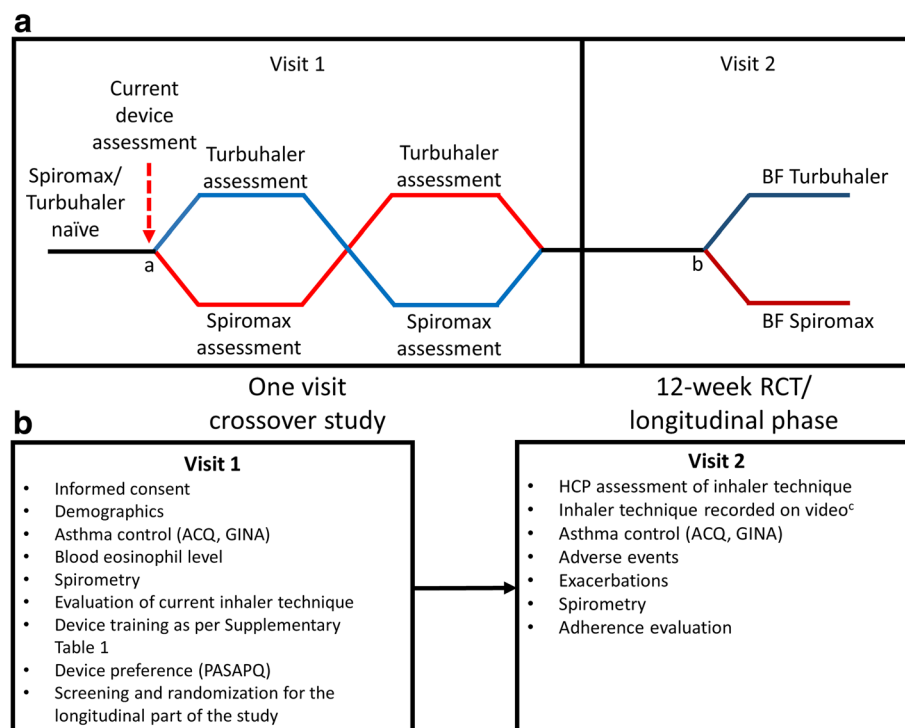 a
Visit 1
Visit 2
Current
device
assessment
Spiromax/
Turbuhaler
naïve
Turbuhaler
assessment
Turbuhaler
assessment
BF Turbuhaler
a
b
Spiromax
assessment
Spiromax
assessment
BF Spiromax
One visit
crossover study
12-week RCT/
longitudinal phase
b
Visit 1
• Informed consent
• Demographics
• Asthma control (ACQ, GINA)
• Blood eosinophil level
• Spirometry
• Evaluation of current inhaler technique
• Device training as per Supplementary
Table 1
• Device preference (PASAPQ)
• Screening and randomization for the
longitudinal part of the study
Visit 2
• HCP assessment of inhaler technique
• Inhaler technique recorded on videoᶜ
• Asthma control (ACQ, GINA)
• Adverse events
• Exacerbations
• Spirometry
• Adherence evaluation